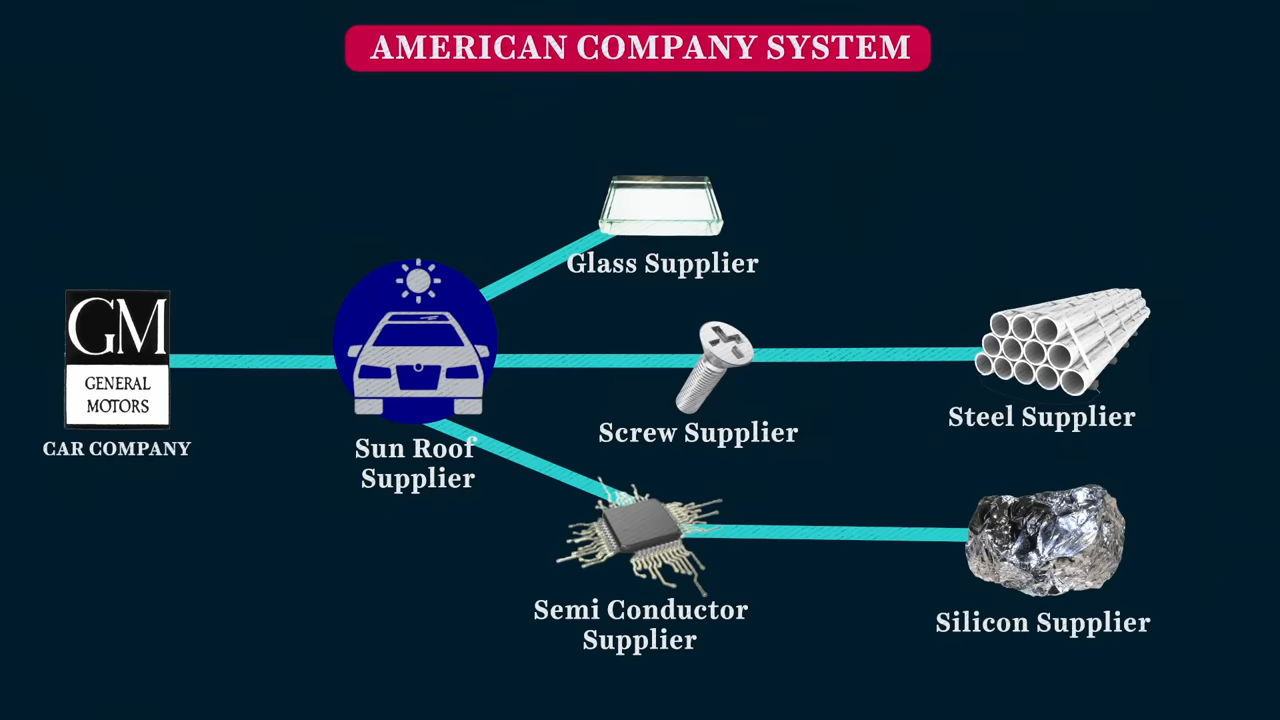 AMERICAN COMPANY SYSTEM
Glass Supplier
GM
GENERAL
MOTORS
CAR COMPANY
Sun Roof
Supplier
Screw Supplier
Steel Supplier
Semi Conductor
Supplier
Silicon Supplier